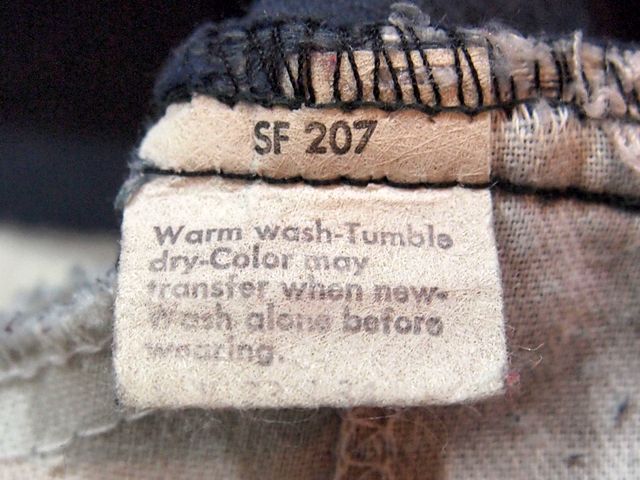 SF 207
Warm wash-Tumble
dry-Color may
transfer when new-
Wash alone before
wearing.